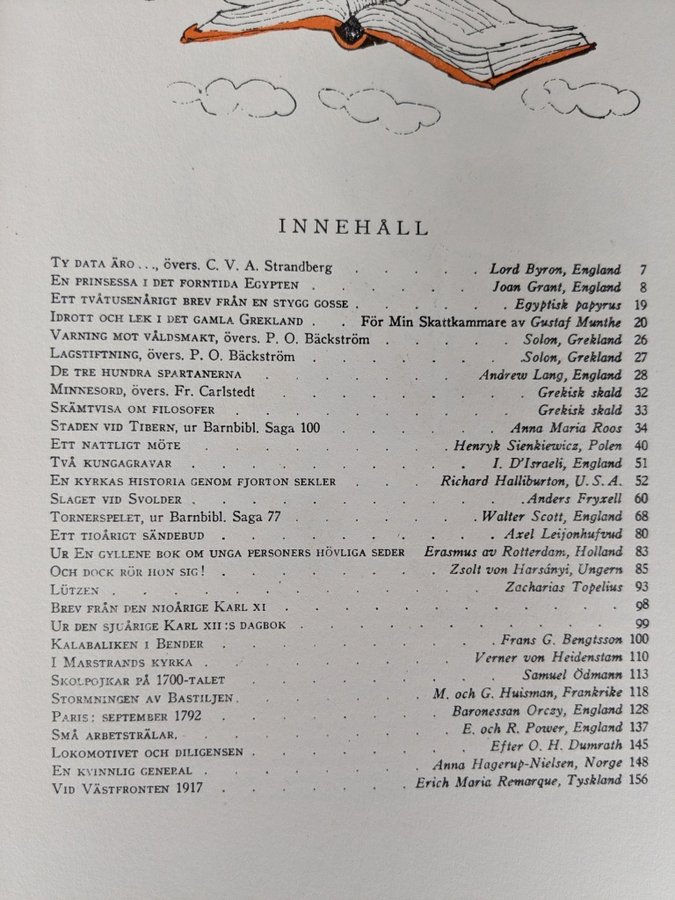 INNEHÅLL
TY DATA ÄRO . . ., övers. C. V. A. Strandberg . . . . . Lord Byron, England 7
EN PRINSESSA I DET FORNTIDA EGYPTEN . . . . . Joan Grant, England 8
ETT TVÅTUSENÅRIGT BREV FRÅN EN STYGG GOSSE . . . . . Egyptisk papyrus 19
IDROTT OCH LEK I DET GAMLA GREKLAND . . För Min Skattkammare av Gustaf Munthe 20
VARNING MOT VÅLDSMAKT, övers. P. O. Bäckström . . . . . Solon, Grekland 26
LAGSTIFTNING, övers. P. O. Bäckström . . . . . Solon, Grekland 27
DE TRE HUNDRA SPARTANERNA . . . . . Andrew Lang, England 28
MINNESORD, övers. Fr. Carlstedt . . . . . Grekisk skald 32
SKÄMTVISA OM FILOSOFER . . . . . Grekisk skald 33
STADEN VID TIBERN, ur Barnbibl. Saga 100 . . . . . Anna Maria Roos 34
ETT NATTLIGT MÖTE . . . . . Henryk Sienkiewicz, Polen 40
TVÅ KUNGAGRAVAR . . . . . I. D'Israeli, England 51
EN KYRKAS HISTORIA GENOM FJORTON SEKLER . . . . . Richard Halliburton, U. S. A. 52
SLAGET VID SVOLDER . . . . . Anders Fryxell 60
TORNERSPELET, ur Barnbibl. Saga 77 . . . . . Walter Scott, England 68
ETT TIOÅRIGT SÄNDEBUD . . . . . Axel Leijonhufvud 80
UR EN GYLLENE BOK OM UNGA PERSONERS HÖVLIGA SEDER Erasmus av Rotterdam, Holland 83
OCH DOCK RÖR HON SIG! . . . . . Zsolt von Harsányi, Ungern 85
LÜTZEN . . . . . Zacharias Topelius 93
BREV FRÅN DEN NIOÅRIGE KARL XI . . . . . 98
UR DEN SJUÅRIGE KARL XII:S DAGBOK . . . . . 99
KALABALIKEN I BENDER . . . . . Frans G. Bengtsson 100
I MARSTRANDS KYRKA . . . . . Verner von Heidenstam 110
SKOLPOJKAR PÅ 1700-TALET . . . . . Samuel Ödmann 113
STORMNINGEN AV BASTILJEN . . . . . M. och G. Huisman, Frankrike 118
PARIS: SEPTEMBER 1792 . . . . . Baronessan Orczy, England 128
SMÅ ARBETSTRÄLAR . . . . . E. och R. Power, England 137
LOKOMOTIVET OCH DILIGENSEN . . . . . Efter O. H. Dumrath 145
EN KVINNLIG GENERAL . . . . . Anna Hagerup-Nielsen, Norge 148
VID VÄSTFRONTEN 1917 . . . . . Erich Maria Remarque, Tyskland 156